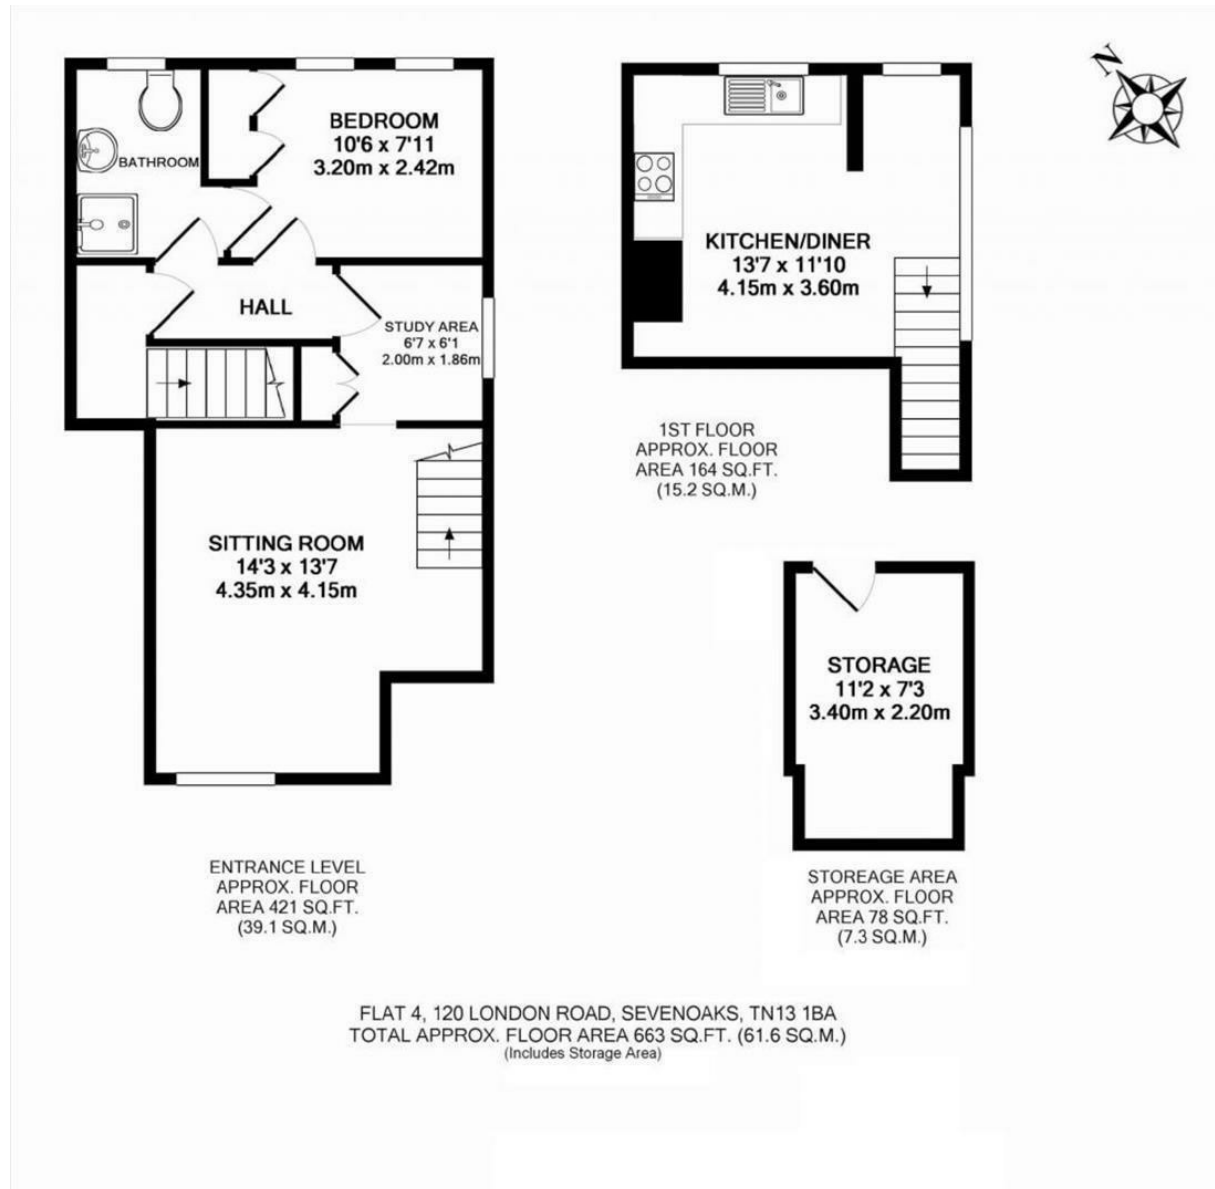 N
BATHROOM
BEDROOM
10'6 x 7'11
3.20m x 2.42m
HALL
STUDY AREA
6'7 x 6'1
2.00m x 1.86m
SITTING ROOM
14'3 x 13'7
4.35m x 4.15m
ENTRANCE LEVEL
APPROX. FLOOR
AREA 421 SQ.FT.
(39.1 SQ.M.)
KITCHEN/DINER
13'7 x 11'10
4.15m x 3.60m
1ST FLOOR
APPROX. FLOOR
AREA 164 SQ.FT.
(15.2 SQ.M.)
STORAGE
11'2 x 7'3
3.40m x 2.20m
STOREAGE AREA
APPROX. FLOOR
AREA 78 SQ.FT.
(7.3 SQ.M.)
FLAT 4, 120 LONDON ROAD, SEVENOAKS, TN13 1BA
TOTAL APPROX. FLOOR AREA 663 SQ.FT. (61.6 SQ.M.)
(Includes Storage Area)